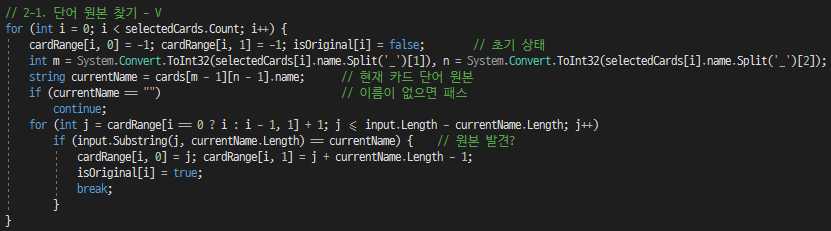 // 2-1. 단어 원본 찾기 - V
for (int i = 0; i < selectedCards.Count; i++) {
    cardRange[i, 0] = -1; cardRange[i, 1] = -1; isOriginal[i] = false;        // 초기 상태
    int m = System.Convert.ToInt32(selectedCards[i].name.Split('_')[1]), n = System.Convert.ToInt32(selectedCards[i].name.Split('_')[2]);
    string currentName = cards[m - 1][n - 1].name;      // 현재 카드 단어 원본
    if (currentName == "")                              // 이름이 없으면 패스
        continue;
    for (int j = cardRange[i == 0 ? i : i - 1, 1] + 1; j <= input.Length - currentName.Length; j++)
        if (input.Substring(j, currentName.Length) == currentName) {    // 원본 발견?
            cardRange[i, 0] = j; cardRange[i, 1] = j + currentName.Length - 1;
            isOriginal[i] = true;
            break;
        }
}